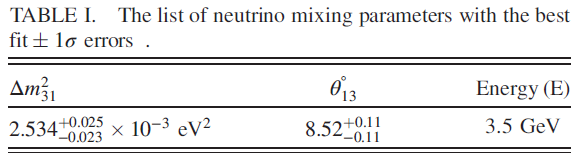 TABLE I. The list of neutrino mixing parameters with the best
fit ± 1σ errors .
Δm²₃₁ θ°₁₃ Energy (E)
2.534⁺⁰·⁰²⁵₋₀.₀₂₃ × 10⁻³ eV² 8.52⁺⁰·¹¹₋₀.₁₁ 3.5 GeV